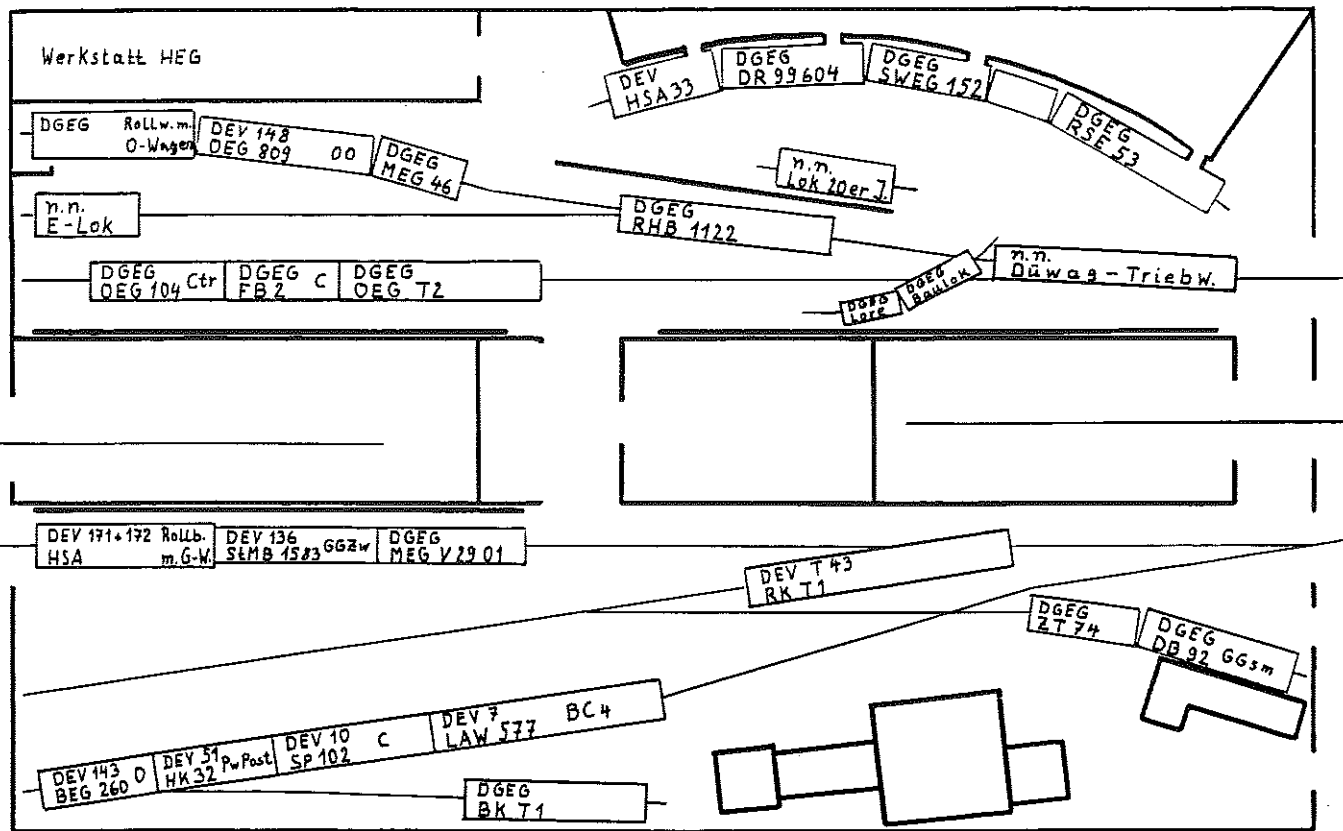 Werkstatt HEG
DEV
HSA 33
DGEG
DR 99 604
DGEG
SWEG 152
DGEG
RSE 53
DGEG Rollw. m.
O-Wagen
DEV 148
OEG 809 OO
DGEG
MEG 46
n.n.
Lok 20er J.
n.n.
E-Lok
DGEG
RHB 1122
DGEG
OEG 104 Ctr
DGEG
FB 2 C
DGEG
OEG T2
DGEG
Lore
DGEG
Baulok
n.n.
Düwag-Triebw.
DEV 171+172 Rollb.
HSA m. G-W.
DEV 136
StMB 1583 GGZw
DGEG
MEG V 29 01
DEV T 43
RK T1
DGEG
ZT 74
DGEG
DB 92 GGsm
DEV 143
BEG 260 O
DEV 51
HK 32 PwPost
DEV 10
SP 102 C
DEV 7
LAW 577 BC 4
DGEG
BK T1